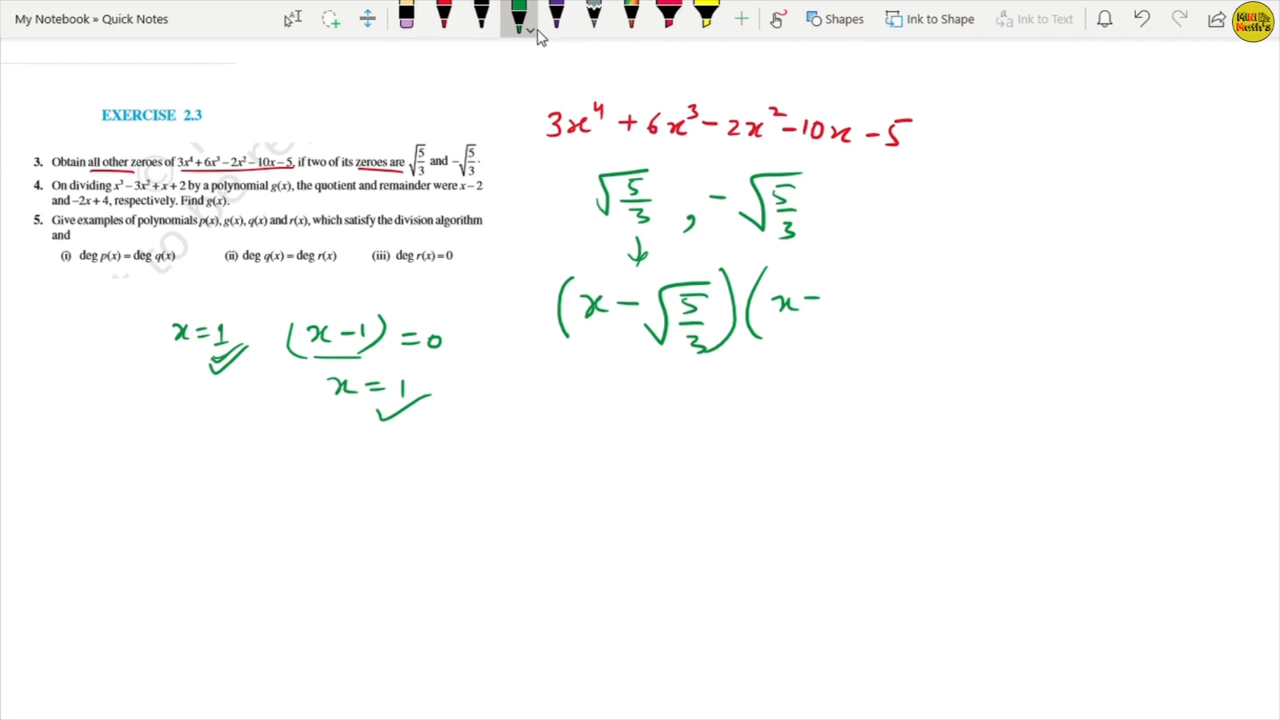 My Notebook » Quick Notes
Shapes
Ink to Shape
Ink to Text
EXERCISE 2.3
3. Obtain all other zeroes of 3x⁴ + 6x³ – 2x² – 10x – 5, if two of its zeroes are √(5/3) and –√(5/3).
4. On dividing x³ – 3x² + x + 2 by a polynomial g(x), the quotient and remainder were x – 2
and –2x + 4, respectively. Find g(x).
5. Give examples of polynomials p(x), g(x), q(x) and r(x), which satisfy the division algorithm
and
(i) deg p(x) = deg q(x) (ii) deg q(x) = deg r(x) (iii) deg r(x) = 0
x = 1 (x – 1) = 0
x = 1
3x⁴ + 6x³ – 2x² – 10x – 5
√(5/3) , –√(5/3)
↓
(x – √(5/3)) (x –